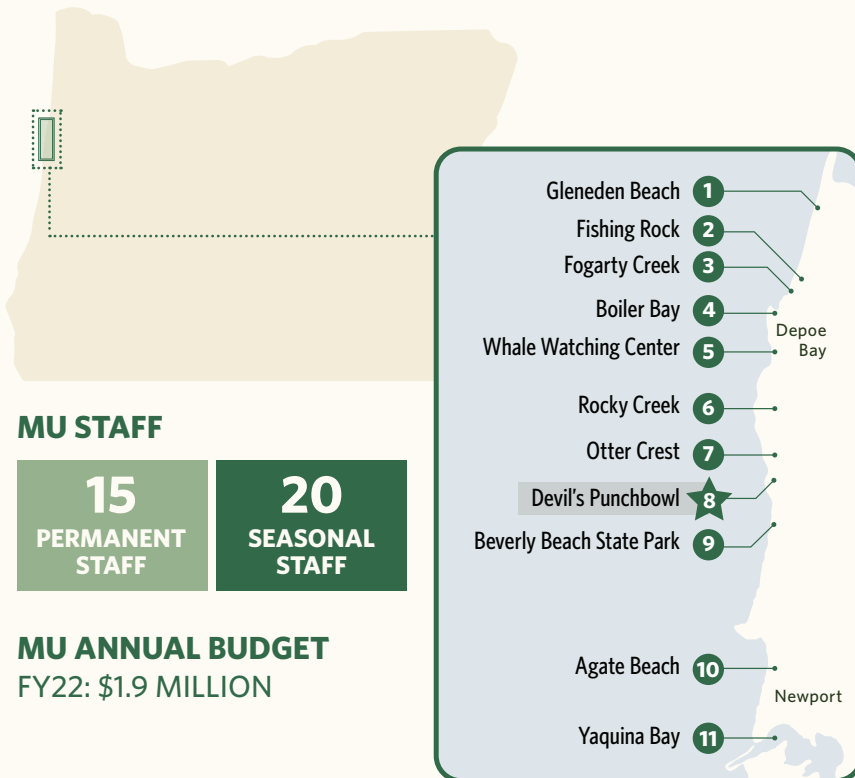 Gleneden Beach 1
Fishing Rock 2
Fogarty Creek 3
Boiler Bay 4
Depoe
Bay
Whale Watching Center 5
Rocky Creek 6
Otter Crest 7
Devil's Punchbowl 8
Beverly Beach State Park 9
Agate Beach 10
Newport
Yaquina Bay 11
MU STAFF
15
PERMANENT
STAFF
20
SEASONAL
STAFF
MU ANNUAL BUDGET
FY22: $1.9 MILLION